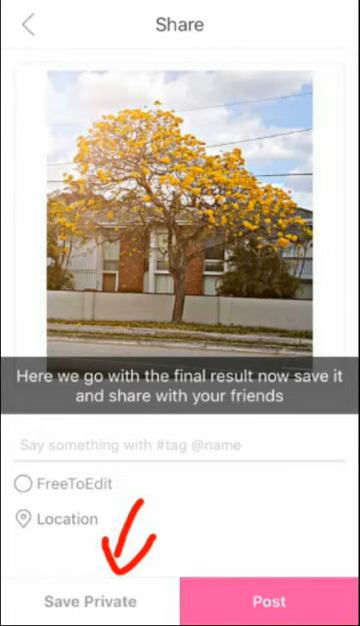 Share
Here we go with the final result now save it
and share with your friends
Say something with #tag @name
FreeToEdit
Location
Save Private
Post